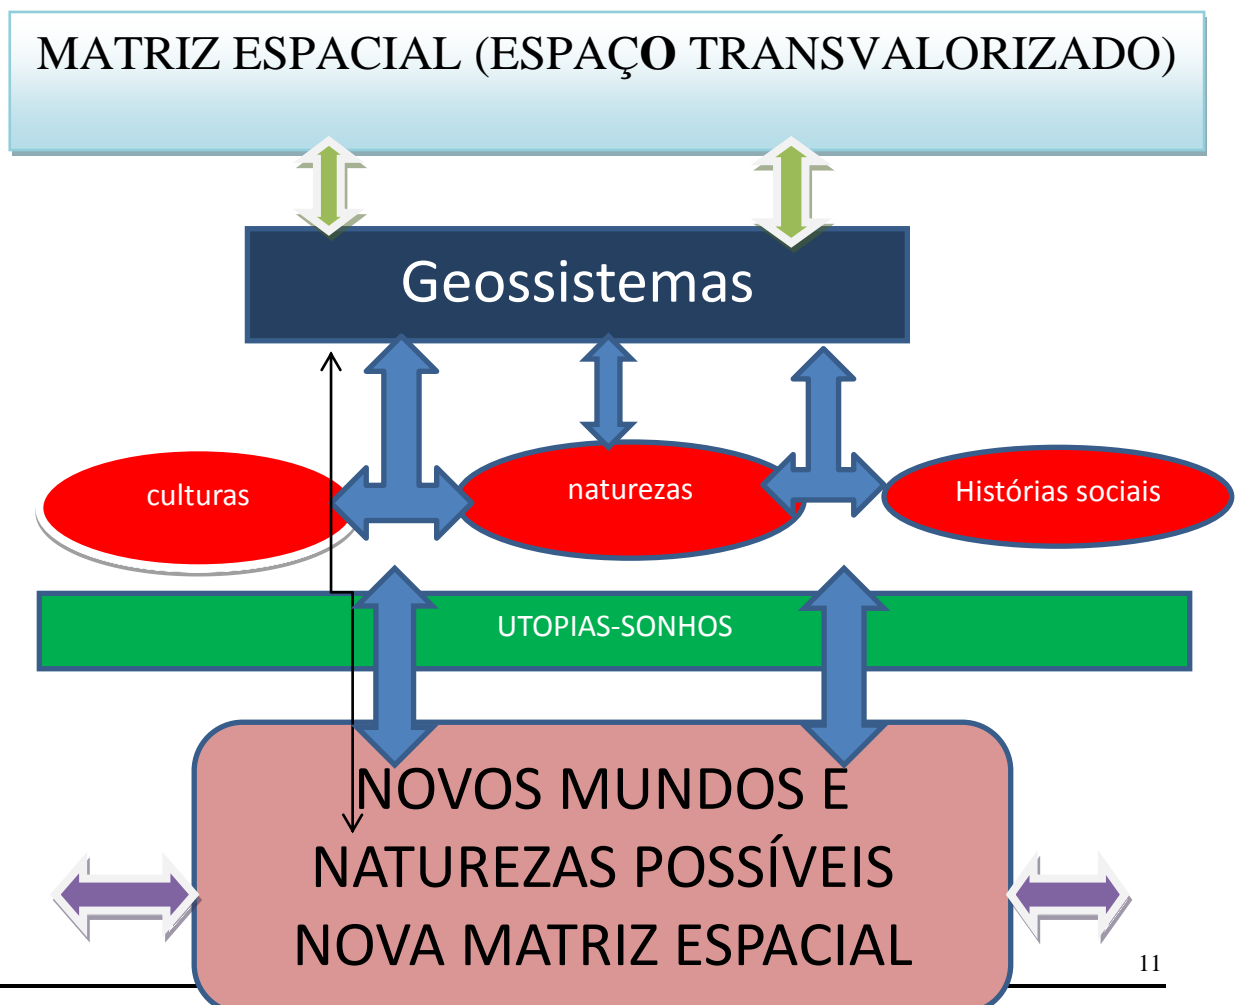 MATRIZ ESPACIAL (ESPAÇO TRANSVALORIZADO)
Geossistemas
culturas
naturezas
Histórias sociais
UTOPIAS-SONHOS
NOVOS MUNDOS E
NATUREZAS POSSÍVEIS
NOVA MATRIZ ESPACIAL
11